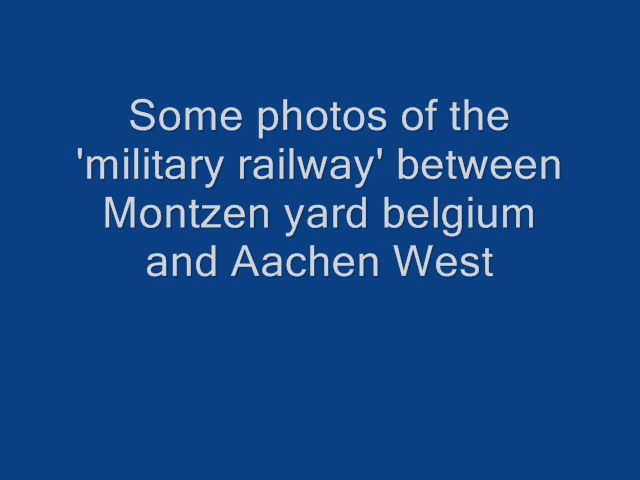 Some photos of the
'military railway' between
Montzen yard belgium
and Aachen West